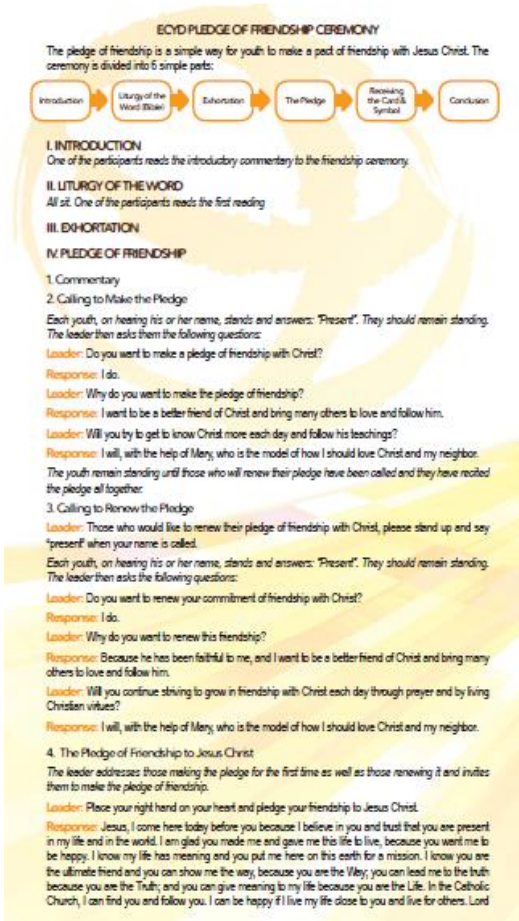 ECYD PLEDGE OF FRIENDSHIP CEREMONY
The pledge of friendship is a simple way for youth to make a pact of friendship with Jesus Christ. The
ceremony is divided into 6 simple parts:
Introduction
Liturgy of the
Word (Bible)
Exhortation
The Pledge
Receiving
the Card &
Symbol
Conclusion
I. INTRODUCTION
One of the participants reads the introductory commentary to the friendship ceremony.
II. LITURGY OF THE WORD
All sit. One of the participants reads the first reading
III. EXHORTATION
IV. PLEDGE OF FRIENDSHIP
1. Commentary
2. Calling to Make the Pledge
Each youth, on hearing his or her name, stands and answers: "Present". They should remain standing.
The leader then asks them the following questions:
Leader: Do you want to make a pledge of friendship with Christ?
Response: I do.
Leader: Why do you want to make the pledge of friendship?
Response: I want to be a better friend of Christ and bring many others to love and follow him.
Leader: Will you try to get to know Christ more each day and follow his teachings?
Response: I will, with the help of Mary, who is the model of how I should love Christ and my neighbor.
The youth remain standing until those who will renew their pledge have been called and they have recited
the pledge all together.
3. Calling to Renew the Pledge
Leader: Those who would like to renew their pledge of friendship with Christ, please stand up and say
"present" when your name is called.
Each youth, on hearing his or her name, stands and answers: "Present". They should remain standing.
The leader then asks the following questions:
Leader: Do you want to renew your commitment of friendship with Christ?
Response: I do.
Leader: Why do you want to renew this friendship?
Response: Because he has been faithful to me, and I want to be a better friend of Christ and bring many
others to love and follow him.
Leader: Will you continue striving to grow in friendship with Christ each day through prayer and by living
Christian virtues?
Response: I will, with the help of Mary, who is the model of how I should love Christ and my neighbor.
4. The Pledge of Friendship to Jesus Christ
The leader addresses those making the pledge for the first time as well as those renewing it and invites
them to make the pledge of friendship.
Leader: Place your right hand on your heart and pledge your friendship to Jesus Christ.
Response: Jesus, I come here today before you because I believe in you and trust that you are present
in my life and in the world. I am glad you made me and gave me this life to live, because you want me to
be happy. I know my life has meaning and you put me here on this earth for a mission. I know you are
the ultimate friend and you can show me the way, because you are the Way; you can lead me to the truth
because you are the Truth; and you can give meaning to my life because you are the Life. In the Catholic
Church, I can find you and follow you. I can be happy if I live my life close to you and live for others. Lord